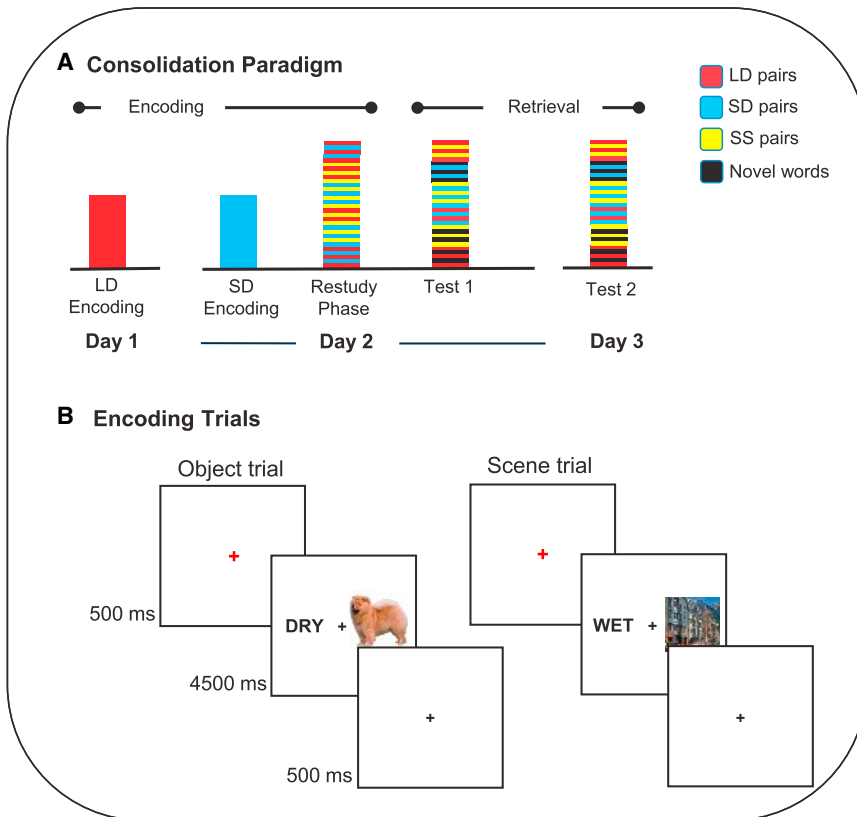 A Consolidation Paradigm
Encoding
Retrieval
LD pairs
SD pairs
SS pairs
Novel words
LD
Encoding
SD
Encoding
Restudy
Phase
Test 1
Test 2
Day 1
Day 2
Day 3
B Encoding Trials
Object trial
Scene trial
+
+
500 ms
DRY +
WET +
4500 ms
+
+
500 ms